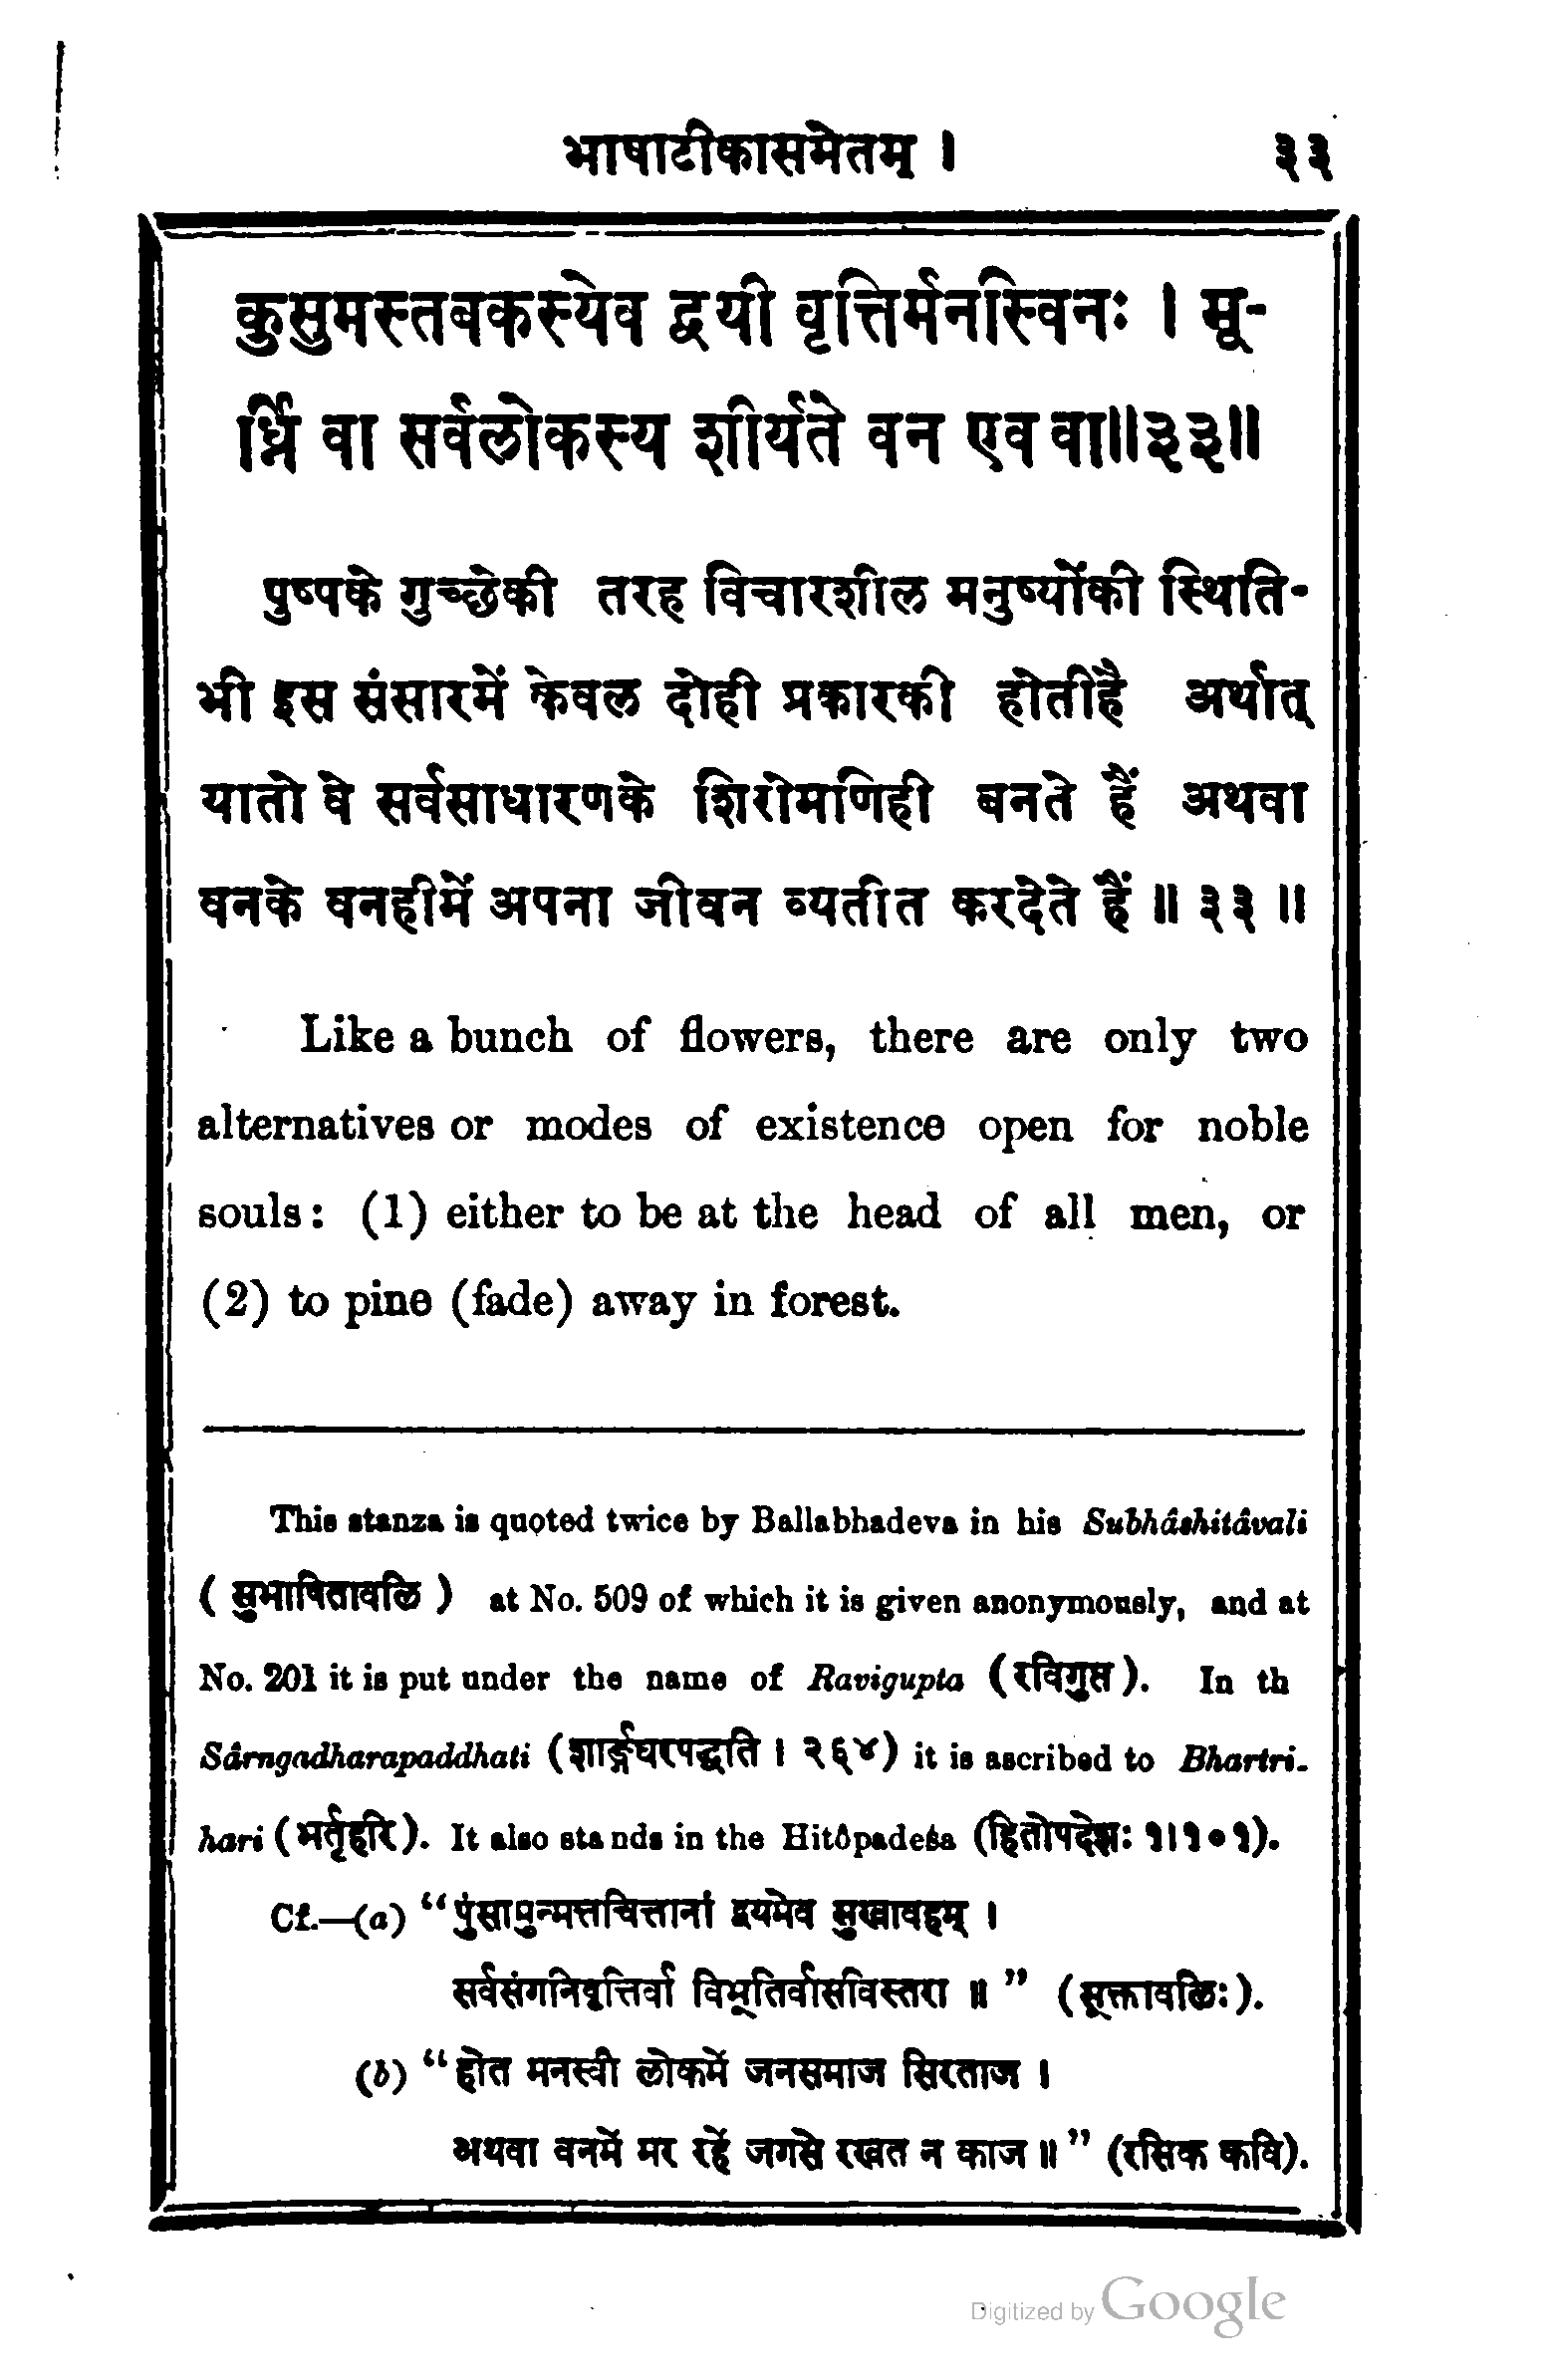 भाषाटीकासमेतम् । ३३
कुसुमस्तबकस्येव द्वयी वृत्तिर्मनस्विनः । मू-
र्ध्नि वा सर्वलोकस्य शीर्यते वन एव वा॥३३॥
पुष्पके गुच्छेकी तरह विचारशील मनुष्योंकी स्थिति-
भी इस संसारमें केवल दोही प्रकारकी होतीहै अर्थात्
यातो वे सर्वसाधारणके शिरोमणिही बनते हैं अथवा
वनके वनहीमें अपना जीवन व्यतीत करदेते हैं ॥ ३३ ॥
Like a bunch of flowers, there are only two
alternatives or modes of existence open for noble
souls: (1) either to be at the head of all men, or
(2) to pine (fade) away in forest.
This stanza is quoted twice by Ballabhadeva in his Subhâshitâvali
( सुभाषितावलि ) at No. 509 of which it is given anonymously, and at
No. 201 it is put under the name of Ravigupta (रविगुप्त). In th
Sârngadharapaddhati (शार्ङ्गधरपद्धति । २६४) it is ascribed to Bhartri-
hari (भर्तृहरि). It also stands in the Hitôpadeśa (हितोपदेशः १।१०१).
Cf.—(a) “पुंसामुन्मत्तचित्तानां द्वयमेव सुखावहम् ।
सर्वसंगनिवृत्तिर्वा विभूतिर्वासविस्तरा ॥” (सूक्तावलिः).
(b) “होत मनस्वी लोकमें जनसमाज सिरताज ।
अथवा वनमें मर रहें जगसे रखत न काज ॥” (रसिक कवि).
Digitized by Google